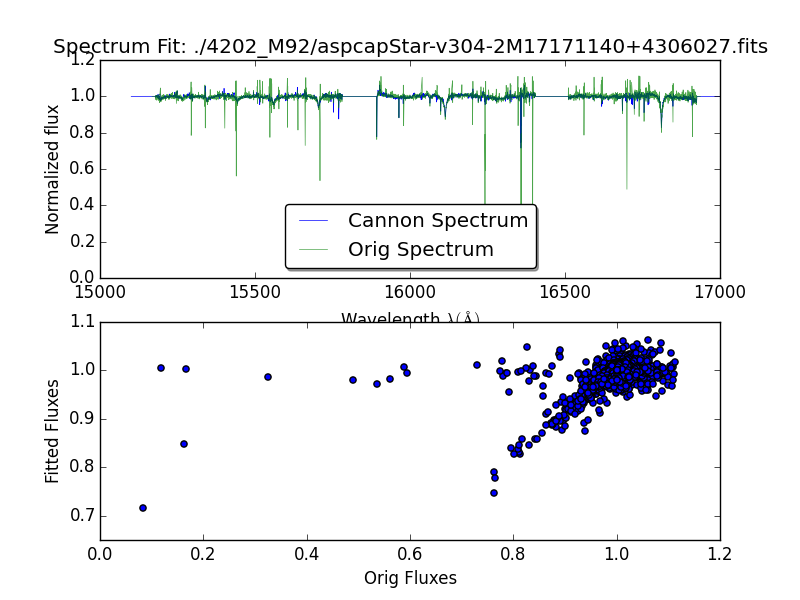 Spectrum Fit: ./4202_M92/aspcapStar-v304-2M17171140+4306027.fits
1.2
1.0
0.8
0.6
0.4
0.2
0.0
Normalized flux
Cannon Spectrum
Orig Spectrum
15000 15500 16000 16500 17000
Wavelength λ(Å)
1.1
1.0
0.9
0.8
0.7
Fitted Fluxes
0.0 0.2 0.4 0.6 0.8 1.0 1.2
Orig Fluxes